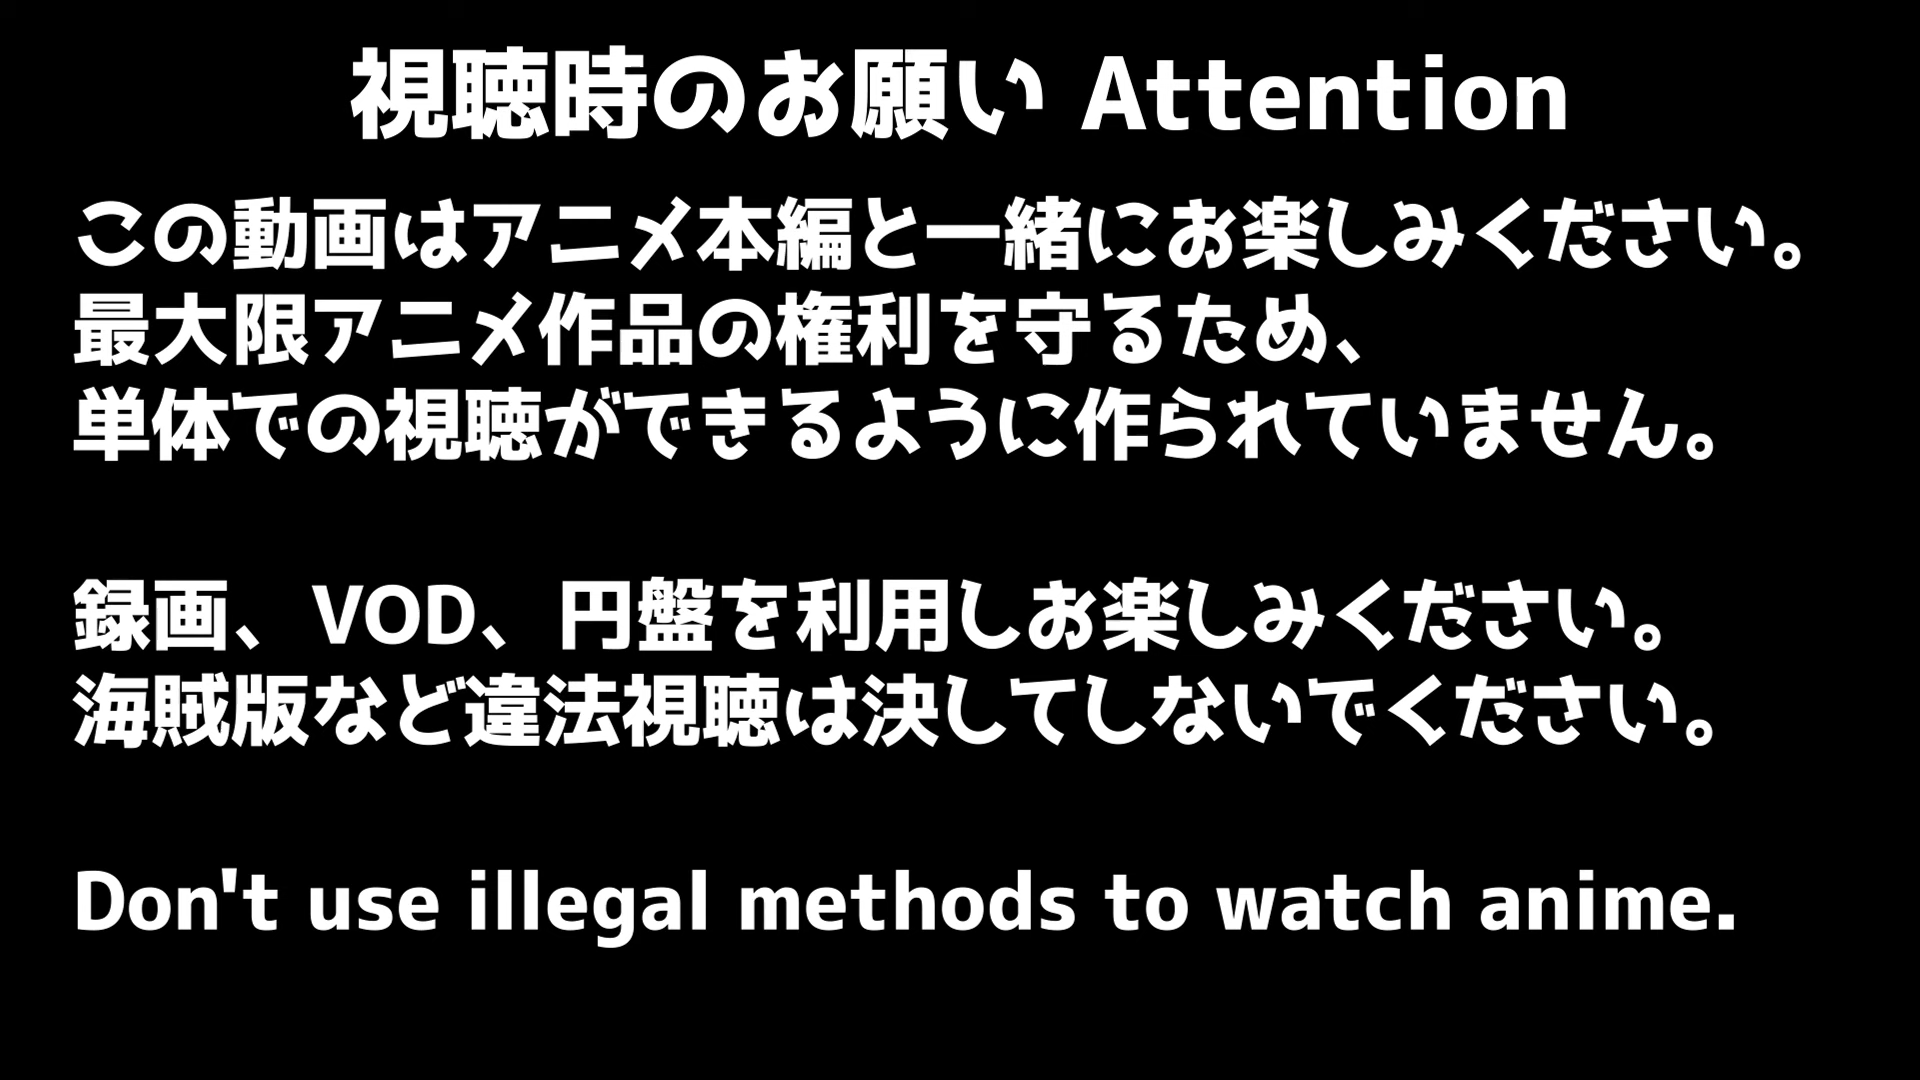 視聴時のお願い Attention
この動画はアニメ本編と一緒にお楽しみください。
最大限アニメ作品の権利を守るため、
単体での視聴ができるように作られていません。
録画、VOD、円盤を利用しお楽しみください。
海賊版など違法視聴は決してしないでください。
Don't use illegal methods to watch anime.